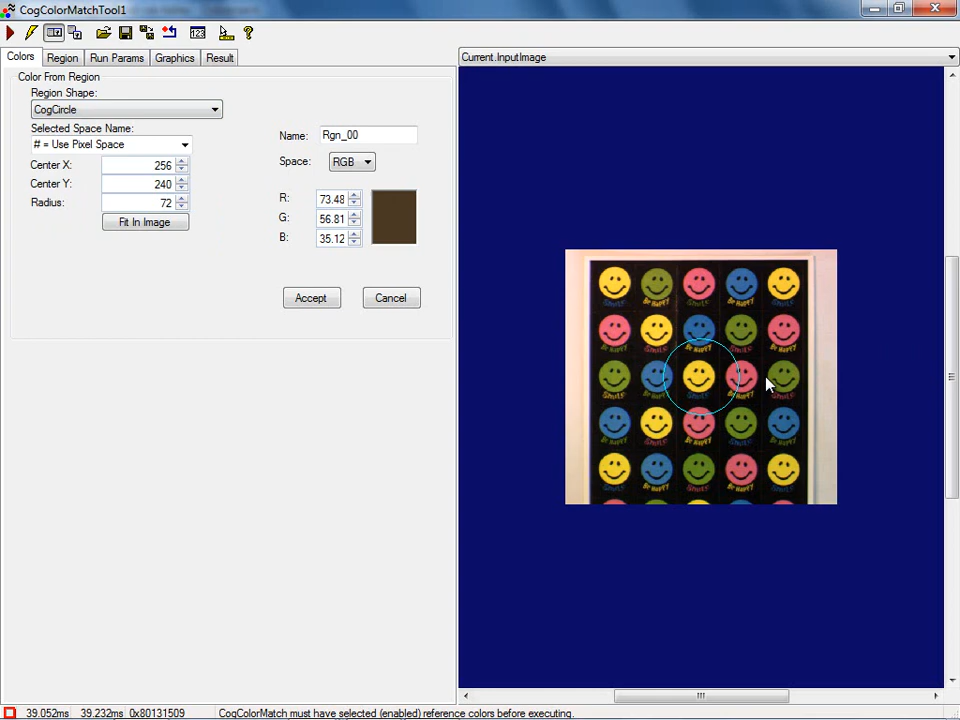 CogColorMatchTool1
Colors
Region
Run Params
Graphics
Result
Current.InputImage
Color From Region
Region Shape:
CogCircle
Selected Space Name:
# = Use Pixel Space
Center X:
256
Center Y:
240
Radius:
72
Fit In Image
Name:
Rgn_00
Space:
RGB
R:
73.48
G:
56.81
B:
35.12
Accept
Cancel
39.052ms 39.232ms 0x80131509 CogColorMatch must have selected (enabled) reference colors before executing.